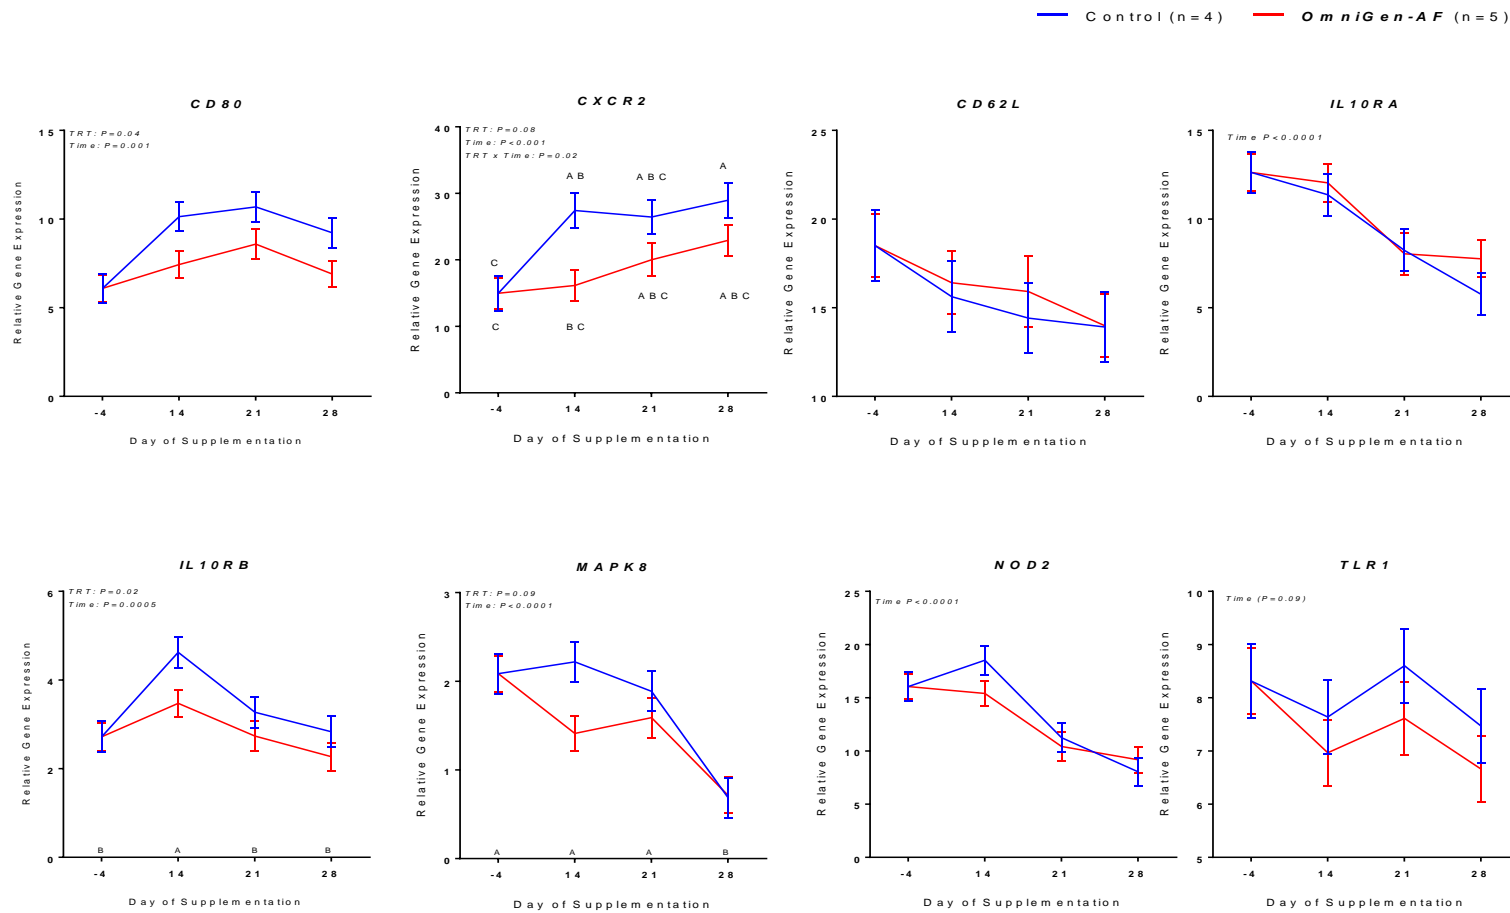 Control (n=4) OmniGen-AF (n=5)
CD80
TRT: P=0.04
Time: P=0.001
15
10
5
0
-4 14 21 28
Relative Gene Expression
Day of Supplementation
CXCR2
TRT: P=0.08
Time: P<0.001
TRT x Time: P=0.02
40
30
20
10
0
C AB ABC A
C BC ABC ABC
-4 14 21 28
Relative Gene Expression
Day of Supplementation
CD62L
25
20
15
10
-4 14 21 28
Relative Gene Expression
Day of Supplementation
IL10RA
Time P<0.0001
15
10
5
0
-4 14 21 28
Relative Gene Expression
Day of Supplementation
IL10RB
TRT: P=0.02
Time: P=0.0005
6
4
2
0
B A B B
-4 14 21 28
Relative Gene Expression
Day of Supplementation
MAPK8
TRT: P=0.09
Time: P<0.0001
3
2
1
0
A A A B
-4 14 21 28
Relative Gene Expression
Day of Supplementation
NOD2
Time P<0.0001
25
20
15
10
5
0
-4 14 21 28
Relative Gene Expression
Day of Supplementation
TLR1
Time (P=0.09)
10
9
8
7
6
5
-4 14 21 28
Relative Gene Expression
Day of Supplementation